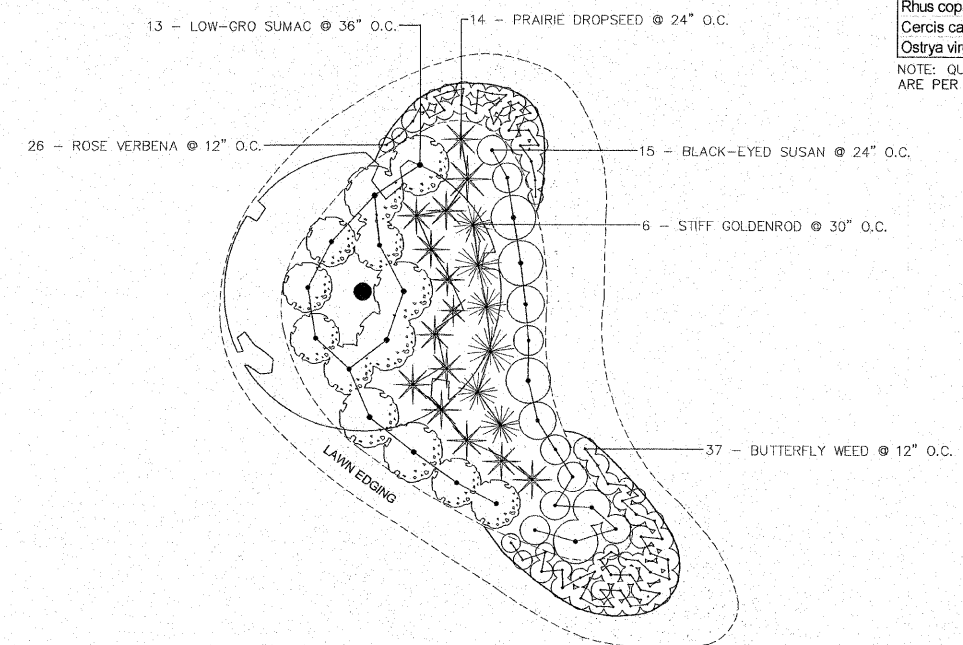 13 - LOW-GRO SUMAC @ 36" O.C.
14 - PRAIRIE DROPSEED @ 24" O.C.
Rhus cop
Cercis ca
Ostrya vir
NOTE: QU
ARE PER
26 - ROSE VERBENA @ 12" O.C.
15 - BLACK-EYED SUSAN @ 24" O.C.
6 - STIFF GOLDENROD @ 30" O.C.
37 - BUTTERFLY WEED @ 12" O.C.
LAWN EDGING